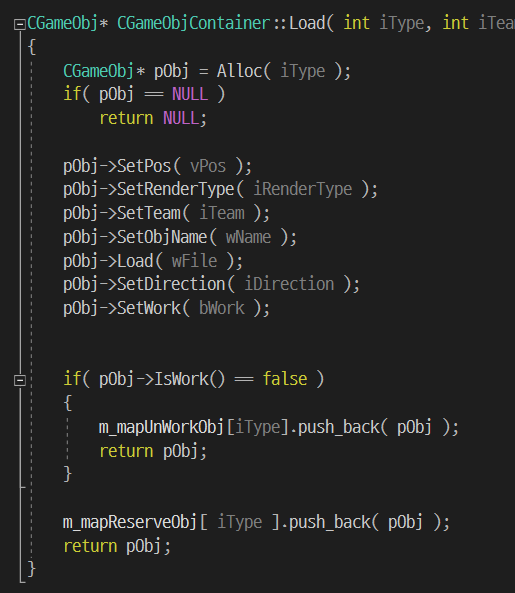 CGameObj* CGameObjContainer::Load( int iType, int iTea
{
CGameObj* pObj = Alloc( iType );
if( pObj == NULL )
return NULL;
pObj->SetPos( vPos );
pObj->SetRenderType( iRenderType );
pObj->SetTeam( iTeam );
pObj->SetObjName( wName );
pObj->Load( wFile );
pObj->SetDirection( iDirection );
pObj->SetWork( bWork );
if( pObj->IsWork() == false )
{
m_mapUnWorkObj[iType].push_back( pObj );
return pObj;
}
m_mapReserveObj[ iType ].push_back( pObj );
return pObj;
}